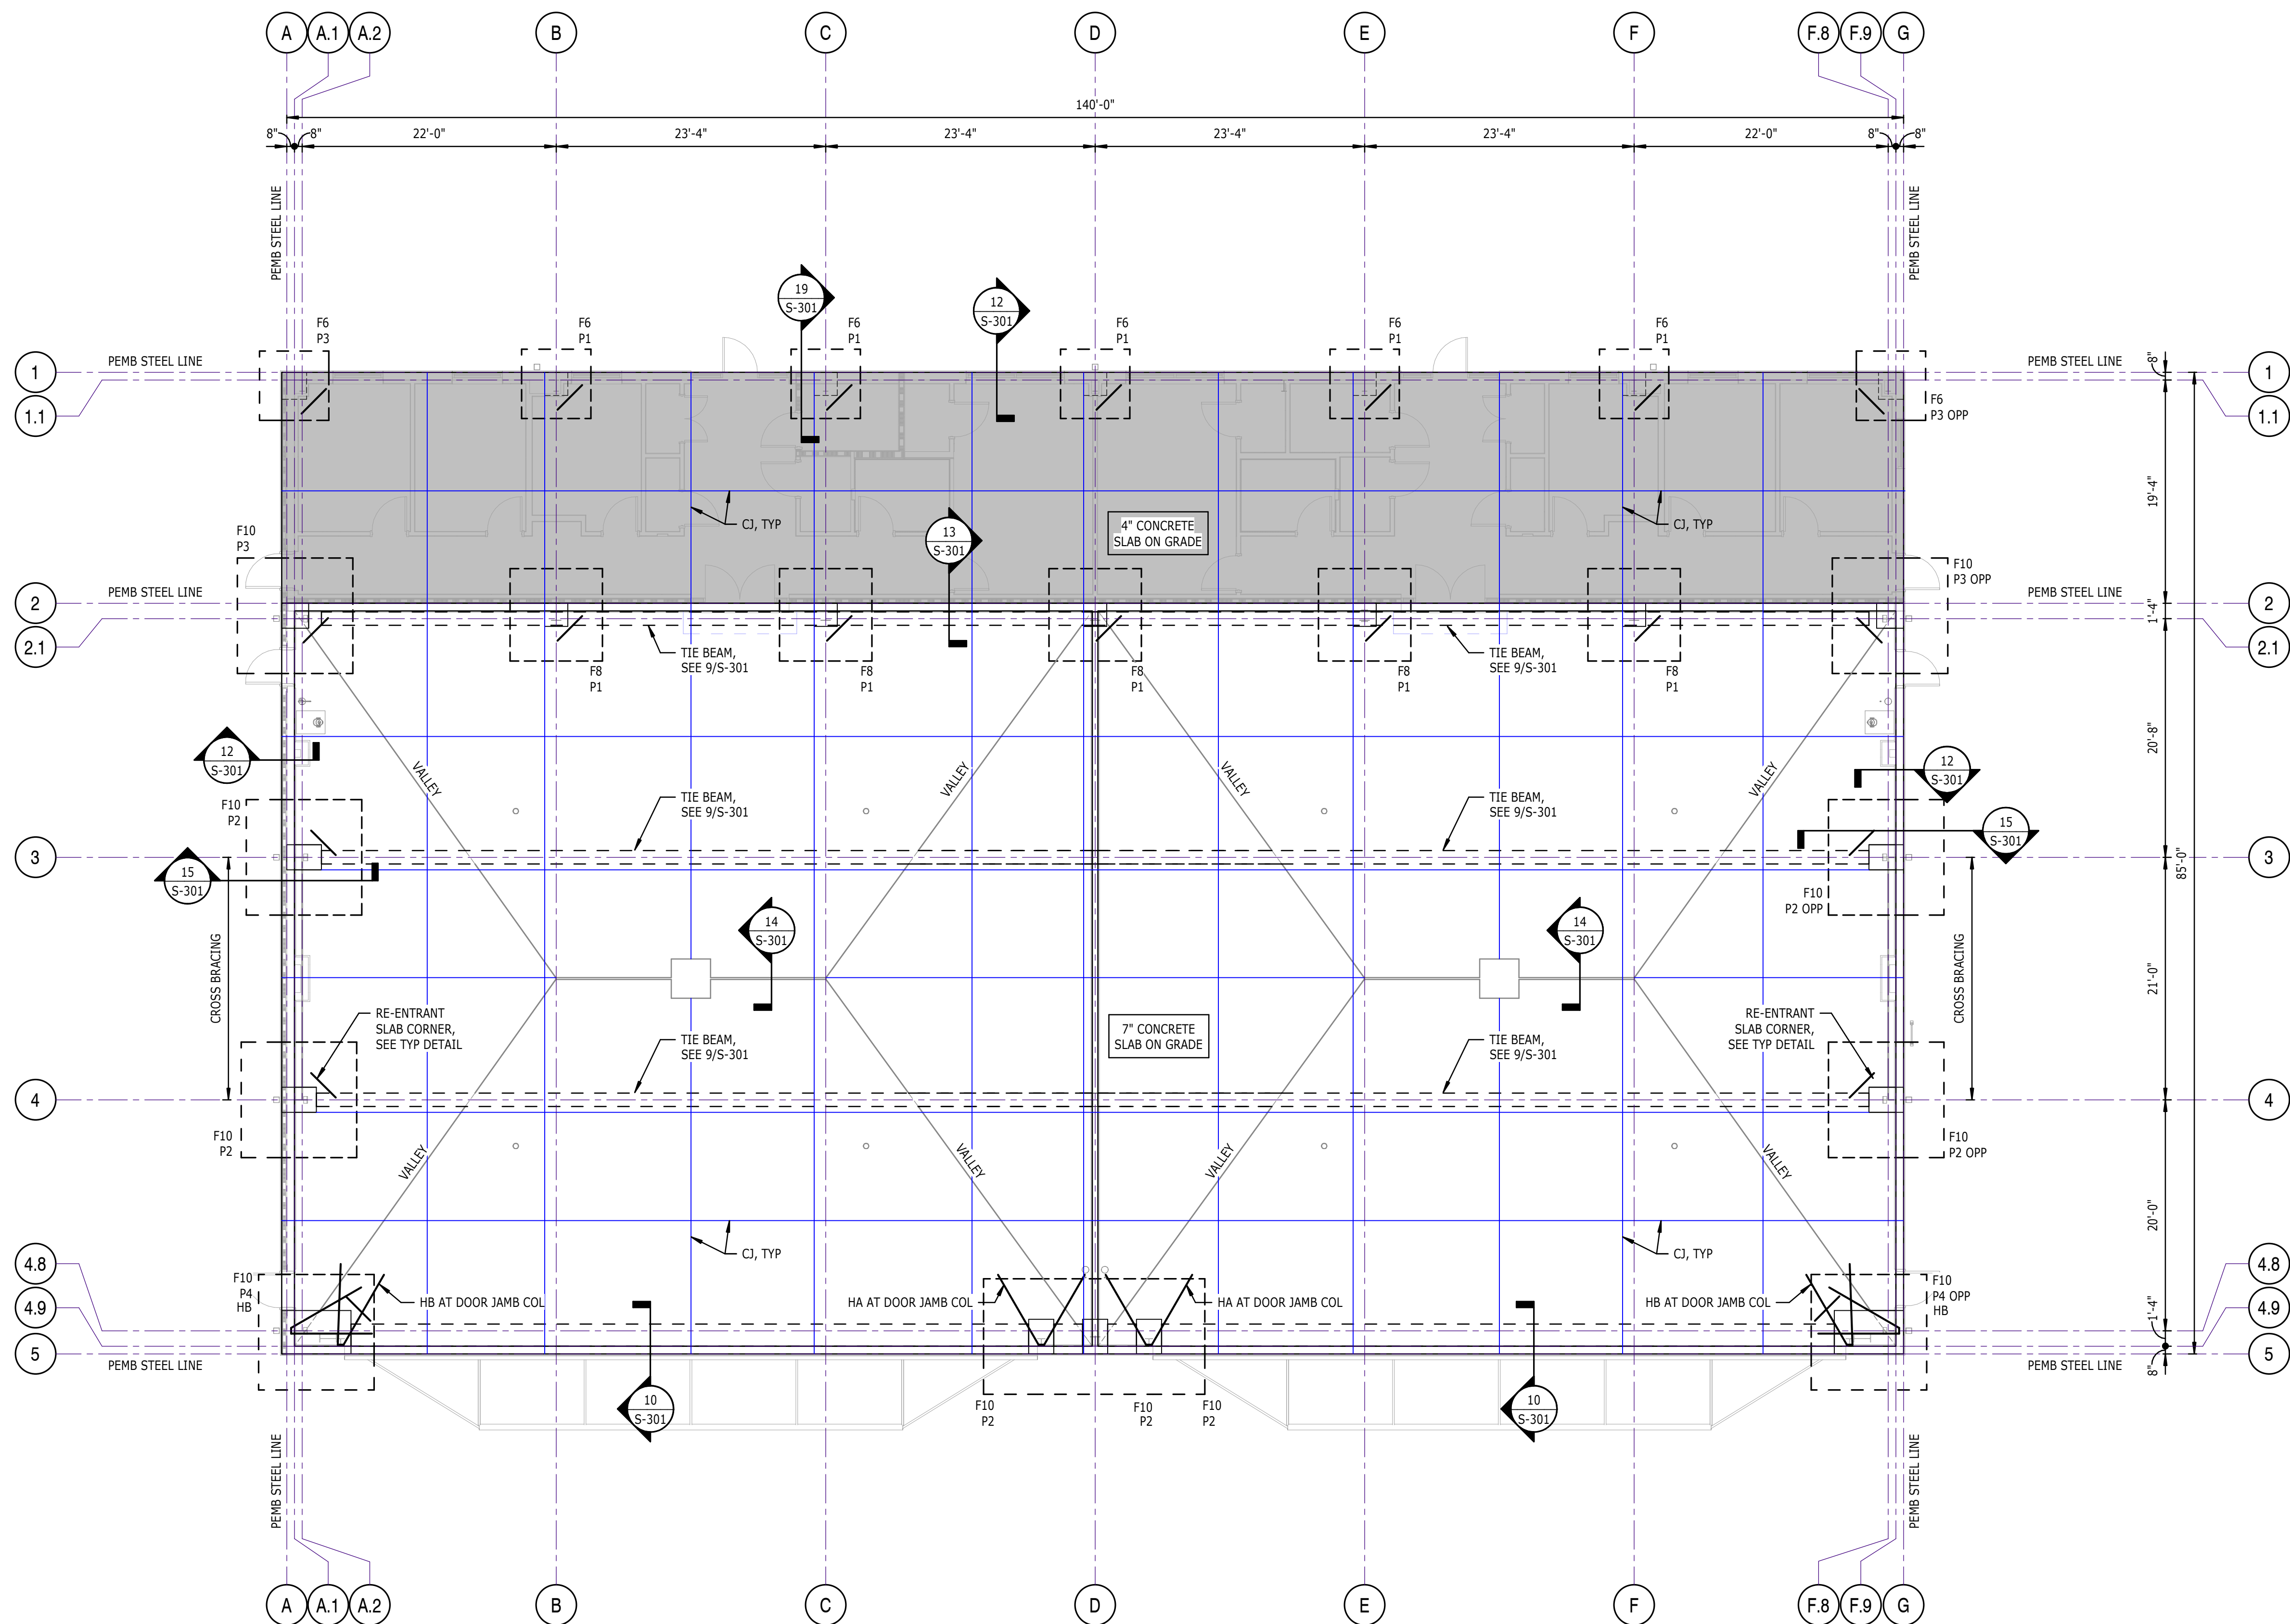 A A.1 A.2 B C D E F F.8 F.9 G
140'-0"
8" 8" 22'-0" 23'-4" 23'-4" 23'-4" 23'-4" 22'-0" 8" 8"
PEMB STEEL LINE
PEMB STEEL LINE
19
S-301
12
S-301
F6
P3
F6
P1
F6
P1
F6
P1
F6
P1
F6
P1
1
PEMB STEEL LINE
PEMB STEEL LINE
8"
1
1.1
F6
P3 OPP
1.1
19'-4"
CJ, TYP
4" CONCRETE
SLAB ON GRADE
CJ, TYP
F10
P3
13
S-301
F10
P3 OPP
2
PEMB STEEL LINE
PEMB STEEL LINE
1'-4"
2
2.1
2.1
TIE BEAM,
SEE 9/S-301
TIE BEAM,
SEE 9/S-301
F8
P1
F8
P1
F8
P1
F8
P1
F8
P1
20'-8"
12
S-301
VALLEY
VALLEY
VALLEY
VALLEY
12
S-301
F10
P2
TIE BEAM,
SEE 9/S-301
TIE BEAM,
SEE 9/S-301
15
S-301
3
85'-0"
3
15
S-301
F10
P2 OPP
14
S-301
14
S-301
CROSS BRACING
CROSS BRACING
21'-0"
RE-ENTRANT
SLAB CORNER,
SEE TYP DETAIL
7" CONCRETE
SLAB ON GRADE
RE-ENTRANT
SLAB CORNER,
SEE TYP DETAIL
TIE BEAM,
SEE 9/S-301
TIE BEAM,
SEE 9/S-301
4
4
F10
P2
F10
P2 OPP
VALLEY
VALLEY
VALLEY
VALLEY
20'-0"
CJ, TYP
CJ, TYP
4.8
4.8
F10
P4
HB
HB AT DOOR JAMB COL
HA AT DOOR JAMB COL
HA AT DOOR JAMB COL
HB AT DOOR JAMB COL
F10
P4 OPP
HB
4.9
1'-4"
4.9
5
PEMB STEEL LINE
PEMB STEEL LINE
8"
5
10
S-301
F10
P2
F10
P2
F10
P2
10
S-301
PEMB STEEL LINE
PEMB STEEL LINE
A A.1 A.2 B C D E F F.8 F.9 G